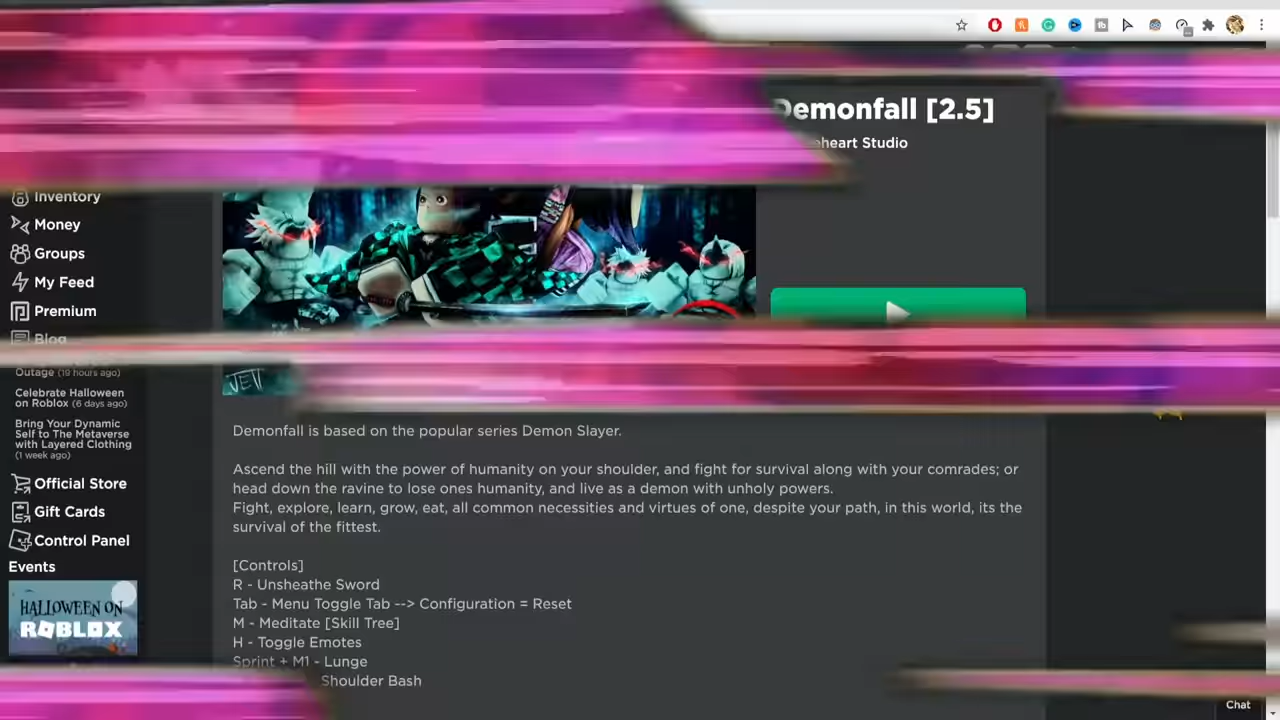 Demonfall [2.5]
heart Studio
Inventory
Money
Groups
My Feed
Premium
Blog
Outage (19 hours ago)
Celebrate Halloween
on Roblox (6 days ago)
Bring Your Dynamic
Self to The Metaverse
with Layered Clothing
(1 week ago)
Official Store
Gift Cards
Control Panel
Events
HALLOWEEN ON
ROBLOX
JETT
Demonfall is based on the popular series Demon Slayer.
Ascend the hill with the power of humanity on your shoulder, and fight for survival along with your comrades; or
head down the ravine to lose ones humanity, and live as a demon with unholy powers.
Fight, explore, learn, grow, eat, all common necessities and virtues of one, despite your path, in this world, its the
survival of the fittest.
[Controls]
R - Unsheathe Sword
Tab - Menu Toggle Tab --> Configuration = Reset
M - Meditate [Skill Tree]
H - Toggle Emotes
Sprint + M1 - Lunge
Shoulder Bash
Chat